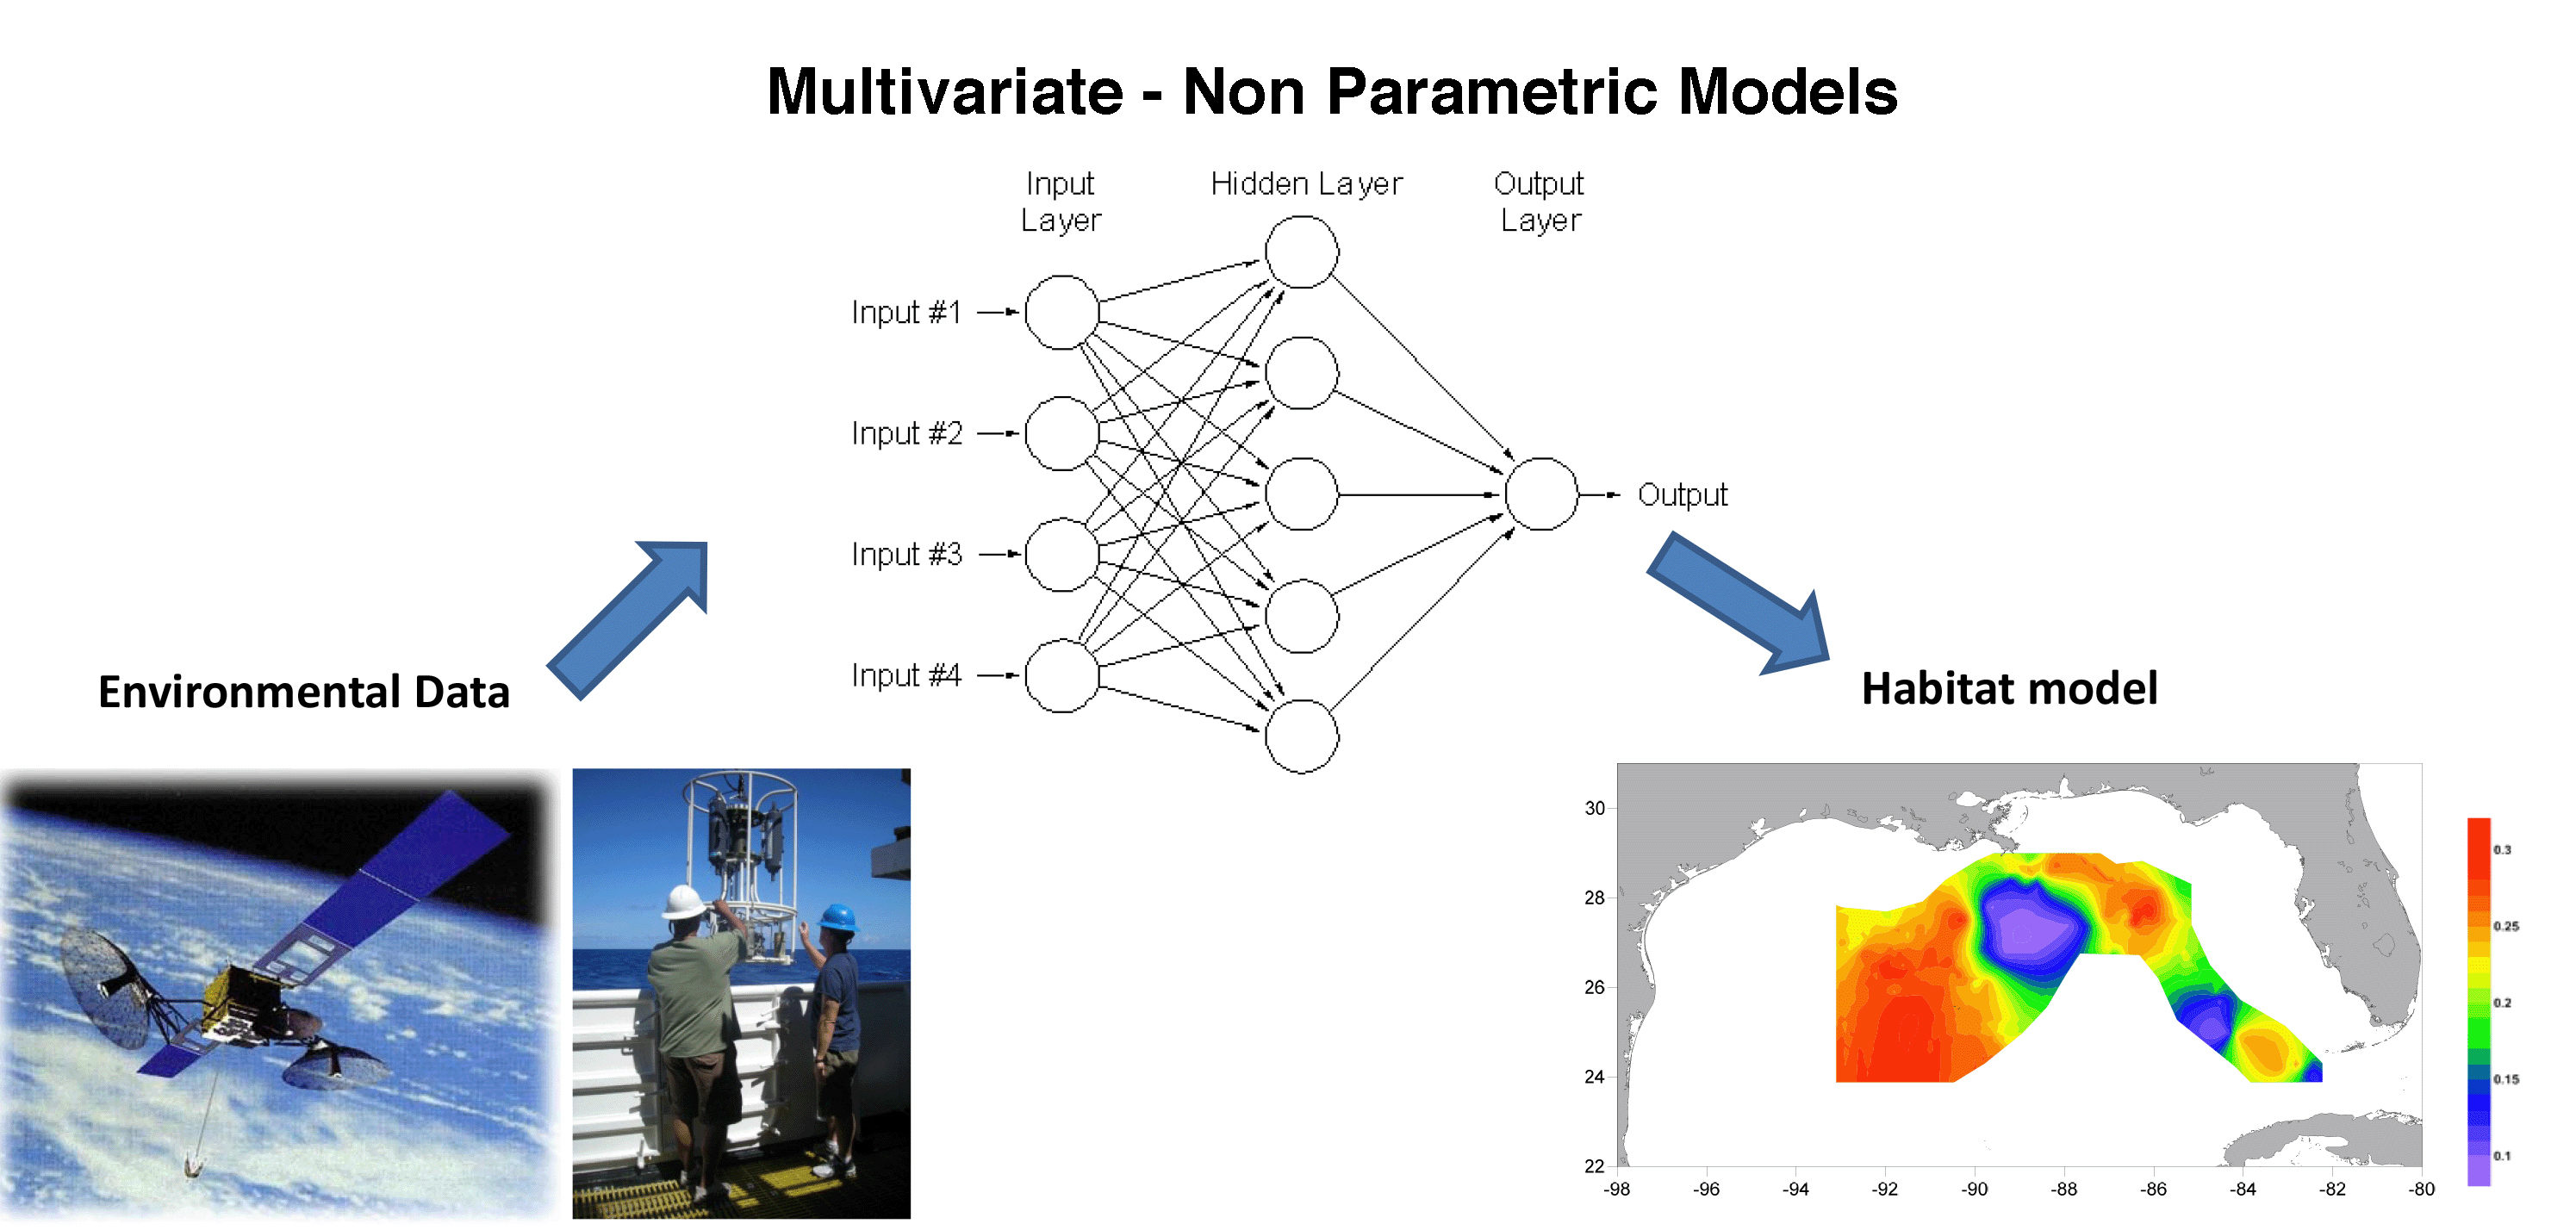 Multivariate - Non Parametric Models
Input
Layer
Hidden Layer
Output
Layer
Input #1
Input #2
Input #3
Input #4
Output
Environmental Data
Habitat model
30
28
26
24
22
-98
-96
-94
-92
-90
-88
-86
-84
-82
-80
0.3
0.25
0.2
0.15
0.1